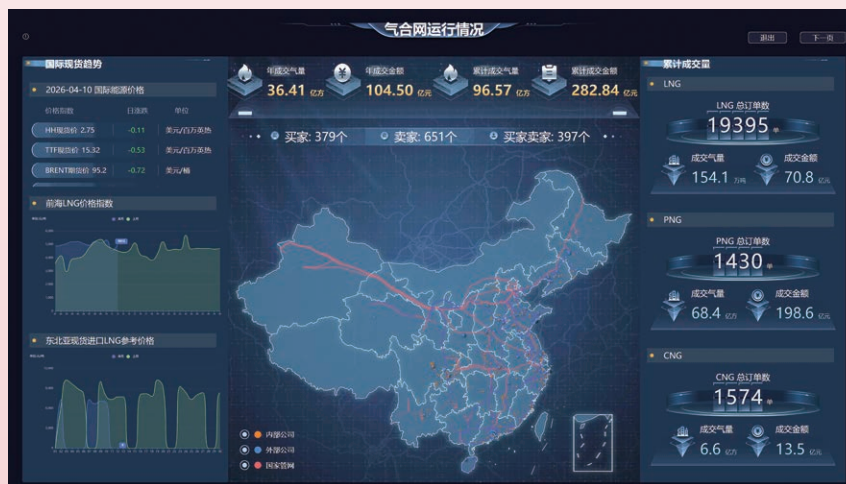 气合网运行情况
退出
下一页
国际现货趋势
2026-04-10 国际能源价格
价格指数 日涨跌 单位
HH现货价 2.75 -0.11 美元/百万英热
TTF现货价 15.32 -0.53 美元/百万英热
BRENT期货价 95.2 -0.72 美元/桶
前海LNG价格指数
东北亚现货进口LNG参考价格
年成交气量
36.41 亿方
年成交金额
104.50 亿元
累计成交气量
96.57 亿方
累计成交金额
282.84 亿元
买家: 379个
卖家: 651个
买家卖家: 397个
内部公司
外部公司
国家管网
累计成交量
LNG
LNG 总订单数
19395 单
成交气量
154.1 万吨
成交金额
70.8 亿元
PNG
PNG 总订单数
1430 单
成交气量
68.4 亿方
成交金额
198.6 亿元
CNG
CNG 总订单数
1574 单
成交气量
6.6 亿方
成交金额
13.5 亿元